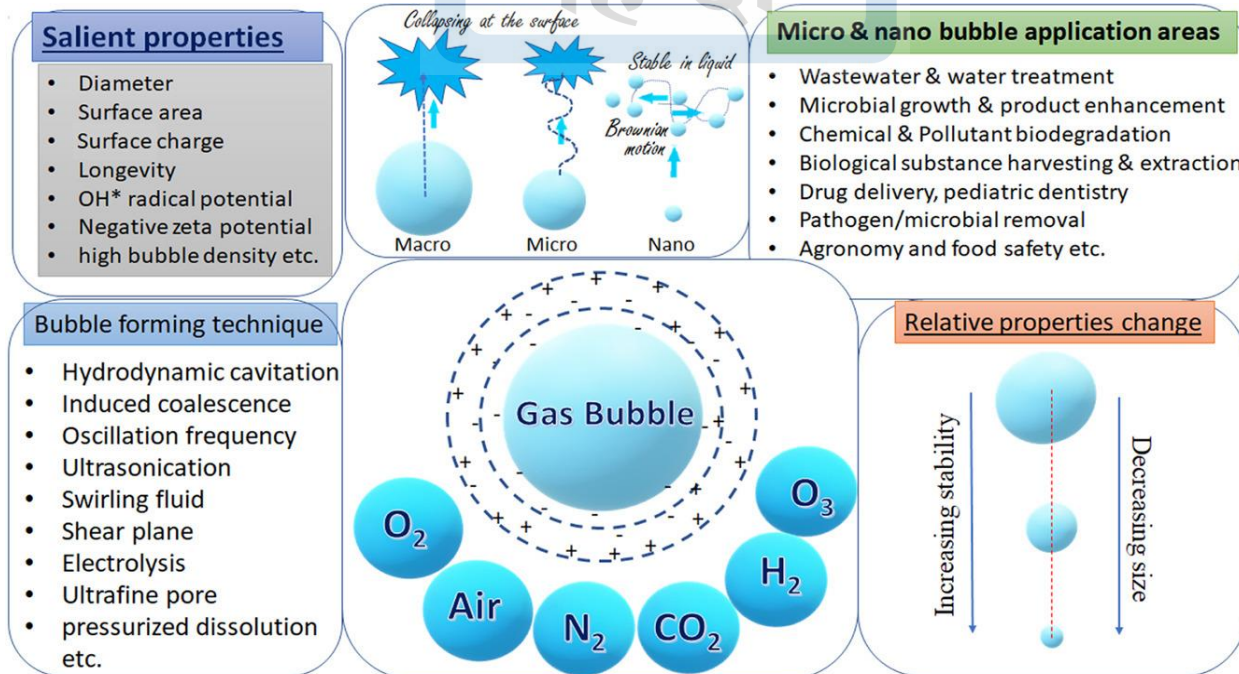 Salient properties
• Diameter
• Surface area
• Surface charge
• Longevity
• OH* radical potential
• Negative zeta potential
• high bubble density etc.
Collapsing at the surface
Stable in liquid
Brownian
motion
Macro
Micro
Nano
Micro & nano bubble application areas
• Wastewater & water treatment
• Microbial growth & product enhancement
• Chemical & Pollutant biodegradation
• Biological substance harvesting & extraction
• Drug delivery, pediatric dentistry
• Pathogen/microbial removal
• Agronomy and food safety etc.
Bubble forming technique
• Hydrodynamic cavitation
• Induced coalescence
• Oscillation frequency
• Ultrasonication
• Swirling fluid
• Shear plane
• Electrolysis
• Ultrafine pore
• pressurized dissolution
etc.
Gas Bubble
O₂
Air
N₂
CO₂
H₂
O₃
Relative properties change
Increasing stability
Decreasing size